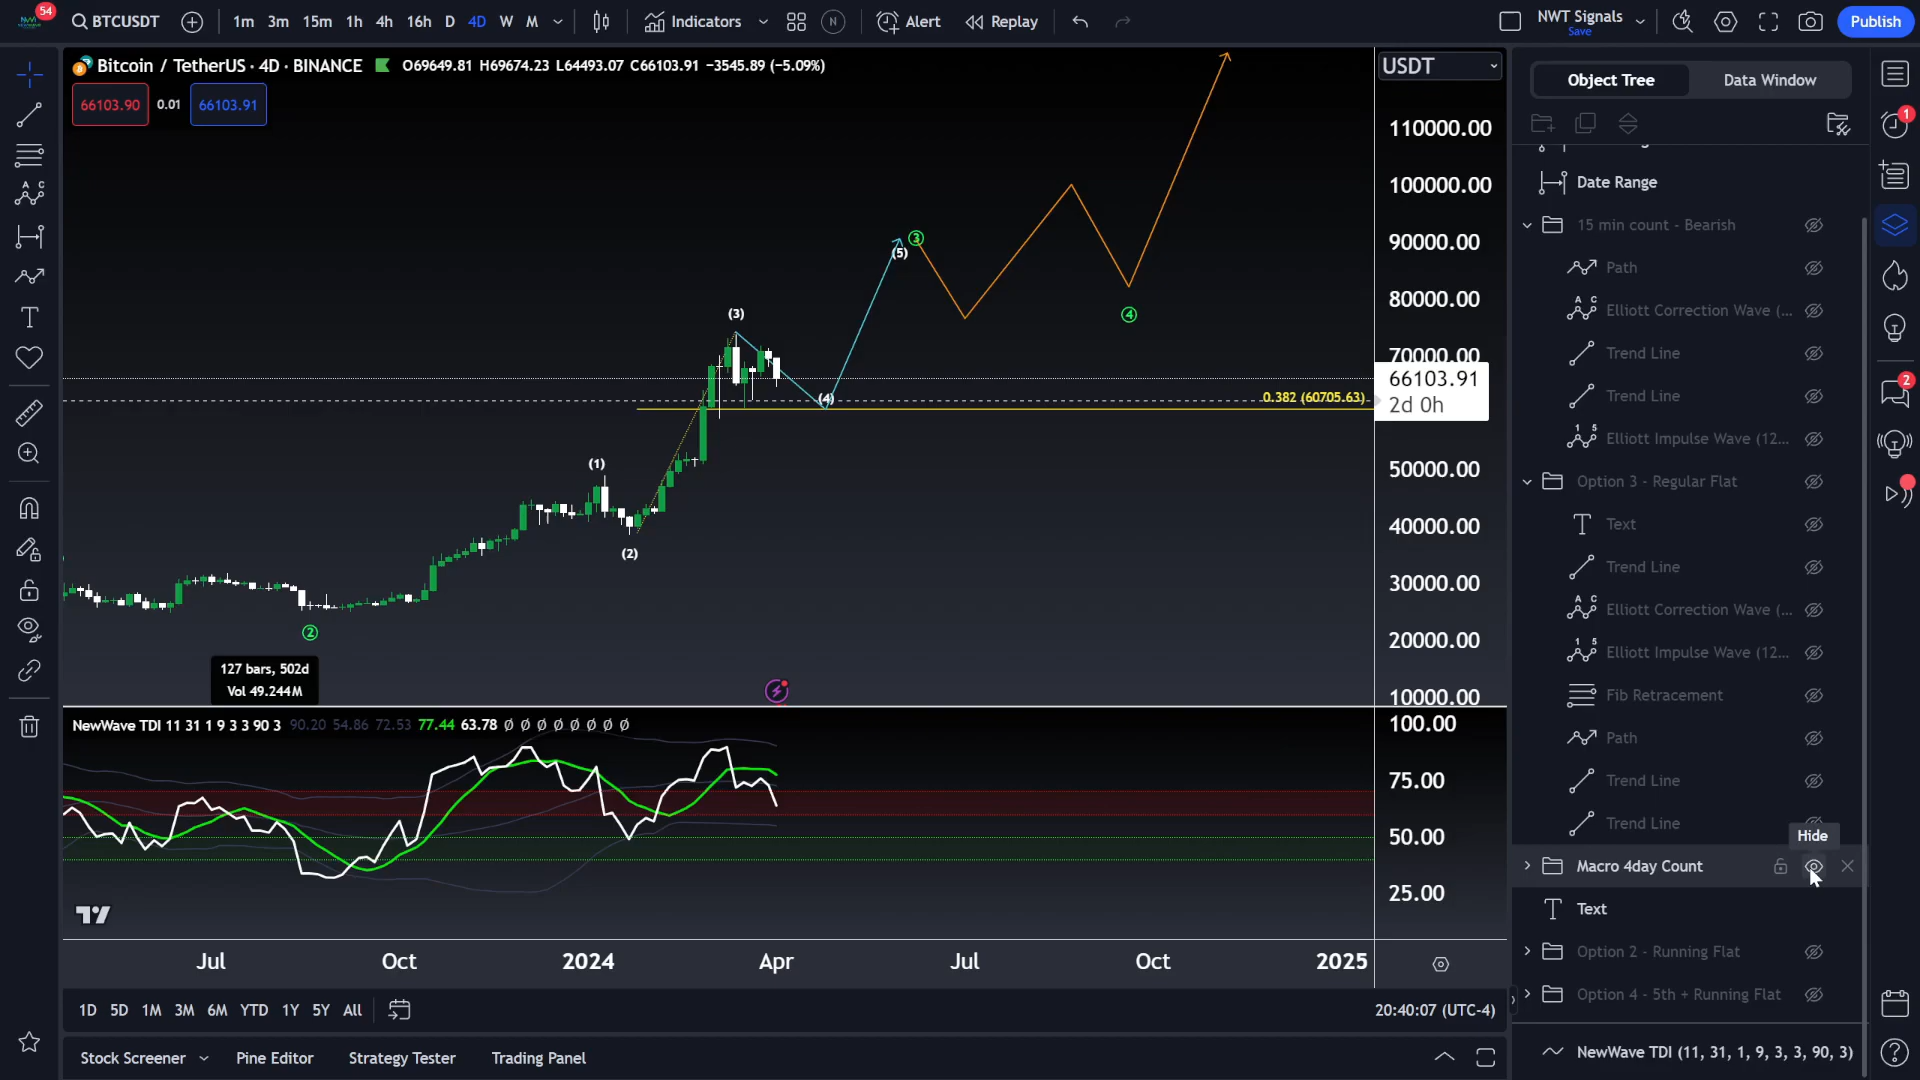 54
BTCUSDT
1m 3m 15m 1h 4h 16h D 4D W M
Indicators
N
Alert
Replay
NWT Signals
Save
Publish
Bitcoin / TetherUS · 4D · BINANCE O69649.81 H69674.23 L64493.07 C66103.91 −3545.89 (−5.09%)
66103.90 0.01 66103.91
USDT
110000.00
100000.00
90000.00
80000.00
70000.00
66103.91
2d 0h
50000.00
40000.00
30000.00
20000.00
10000.00
(5)
③
④
(3)
(4)
0.382 (60705.63)
(1)
(2)
②
127 bars, 502d
Vol 49.244M
NewWave TDI 11 31 1 9 3 3 90 3 90.20 54.86 72.53 77.44 63.78 Ø Ø Ø Ø Ø Ø Ø Ø
100.00
75.00
50.00
25.00
Jul Oct 2024 Apr Jul Oct 2025
1D 5D 1M 3M 6M YTD 1Y 5Y All
20:40:07 (UTC-4)
Stock Screener Pine Editor Strategy Tester Trading Panel
Object Tree Data Window
Date Range
15 min count - Bearish
Path
Elliott Correction Wave (...
Trend Line
Trend Line
Elliott Impulse Wave (12...
Option 3 - Regular Flat
Text
Trend Line
Elliott Correction Wave (...
Elliott Impulse Wave (12...
Fib Retracement
Path
Trend Line
Trend Line
Hide
Macro 4day Count
Text
Option 2 - Running Flat
Option 4 - 5th + Running Flat
NewWave TDI (11, 31, 1, 9, 3, 3, 90, 3)
1
2